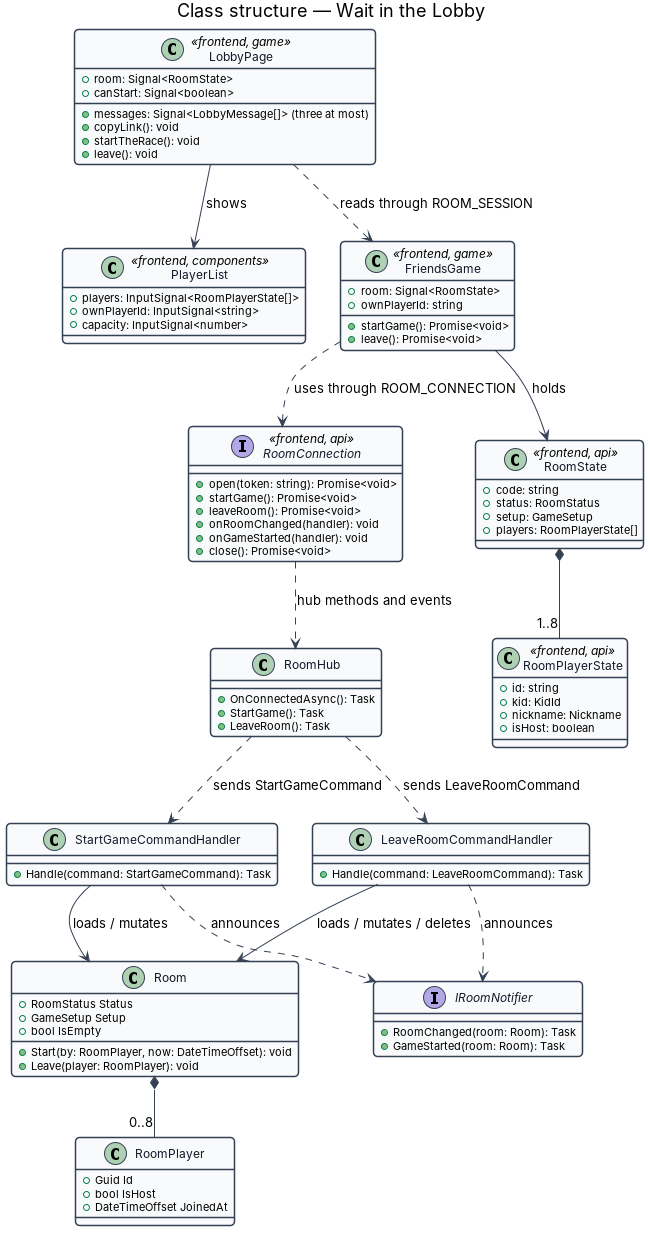 Class structure — Wait in the Lobby
C
«frontend, game»
LobbyPage
room: Signal<RoomState>
canStart: Signal<boolean>
messages: Signal<LobbyMessage[]> (three at most)
copyLink(): void
startTheRace(): void
leave(): void
shows
reads through ROOM_SESSION
C
«frontend, components»
PlayerList
players: InputSignal<RoomPlayerState[]>
ownPlayerId: InputSignal<string>
capacity: InputSignal<number>
C
«frontend, game»
FriendsGame
room: Signal<RoomState>
ownPlayerId: string
startGame(): Promise<void>
leave(): Promise<void>
uses through ROOM_CONNECTION
holds
I
«frontend, api»
RoomConnection
open(token: string): Promise<void>
startGame(): Promise<void>
leaveRoom(): Promise<void>
onRoomChanged(handler): void
onGameStarted(handler): void
close(): Promise<void>
C
«frontend, api»
RoomState
code: string
status: RoomStatus
setup: GameSetup
players: RoomPlayerState[]
hub methods and events
1..8
C
«frontend, api»
RoomPlayerState
id: string
kid: KidId
nickname: Nickname
isHost: boolean
C
RoomHub
OnConnectedAsync(): Task
StartGame(): Task
LeaveRoom(): Task
sends StartGameCommand
sends LeaveRoomCommand
C
StartGameCommandHandler
Handle(command: StartGameCommand): Task
C
LeaveRoomCommandHandler
Handle(command: LeaveRoomCommand): Task
loads / mutates
announces
loads / mutates / deletes
announces
C
Room
RoomStatus Status
GameSetup Setup
bool IsEmpty
Start(by: RoomPlayer, now: DateTimeOffset): void
Leave(player: RoomPlayer): void
I
IRoomNotifier
RoomChanged(room: Room): Task
GameStarted(room: Room): Task
0..8
C
RoomPlayer
Guid Id
bool IsHost
DateTimeOffset JoinedAt